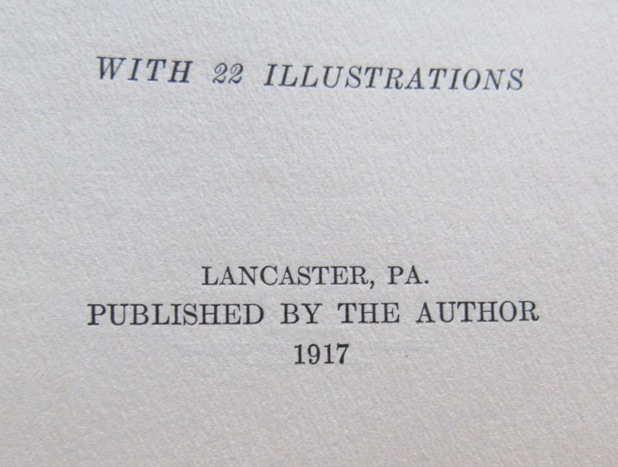 WITH 22 ILLUSTRATIONS
LANCASTER, PA.
PUBLISHED BY THE AUTHOR
1917